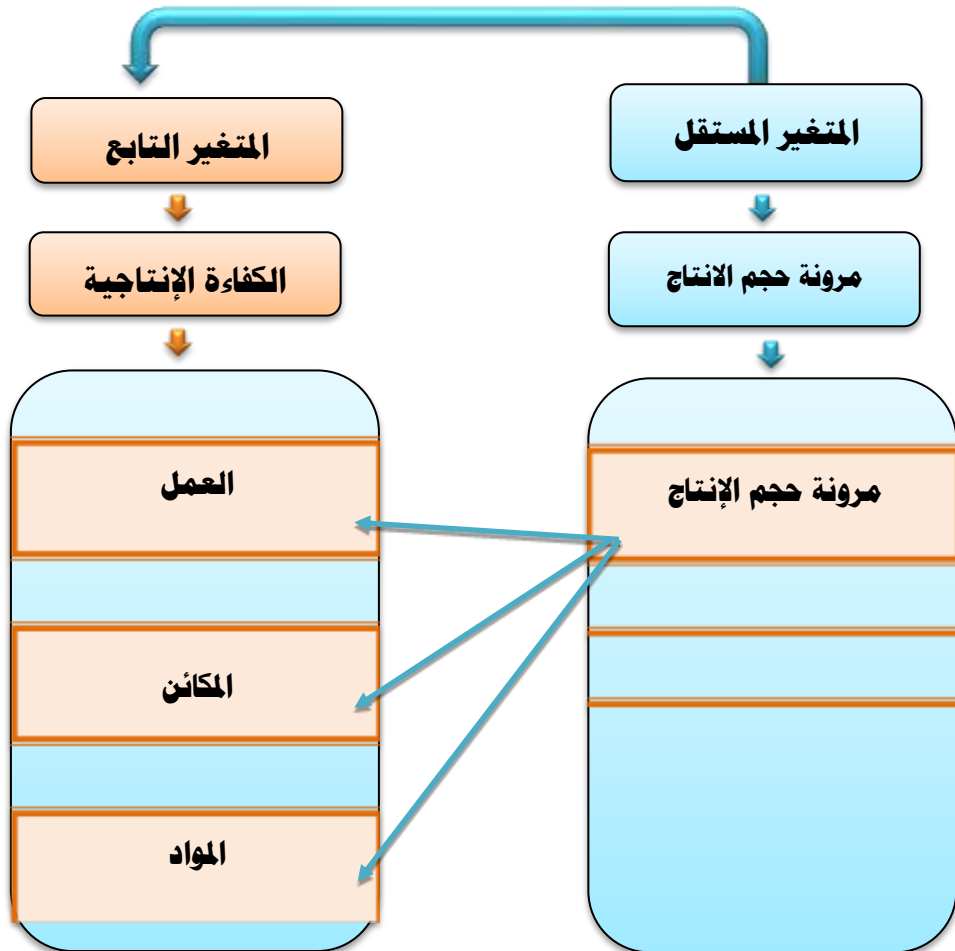 المتغير المستقل
المتغير التابع
مرونة حجم الانتاج
الكفاءة الإنتاجية
مرونة حجم الإنتاج
العمل
المكائن
المواد